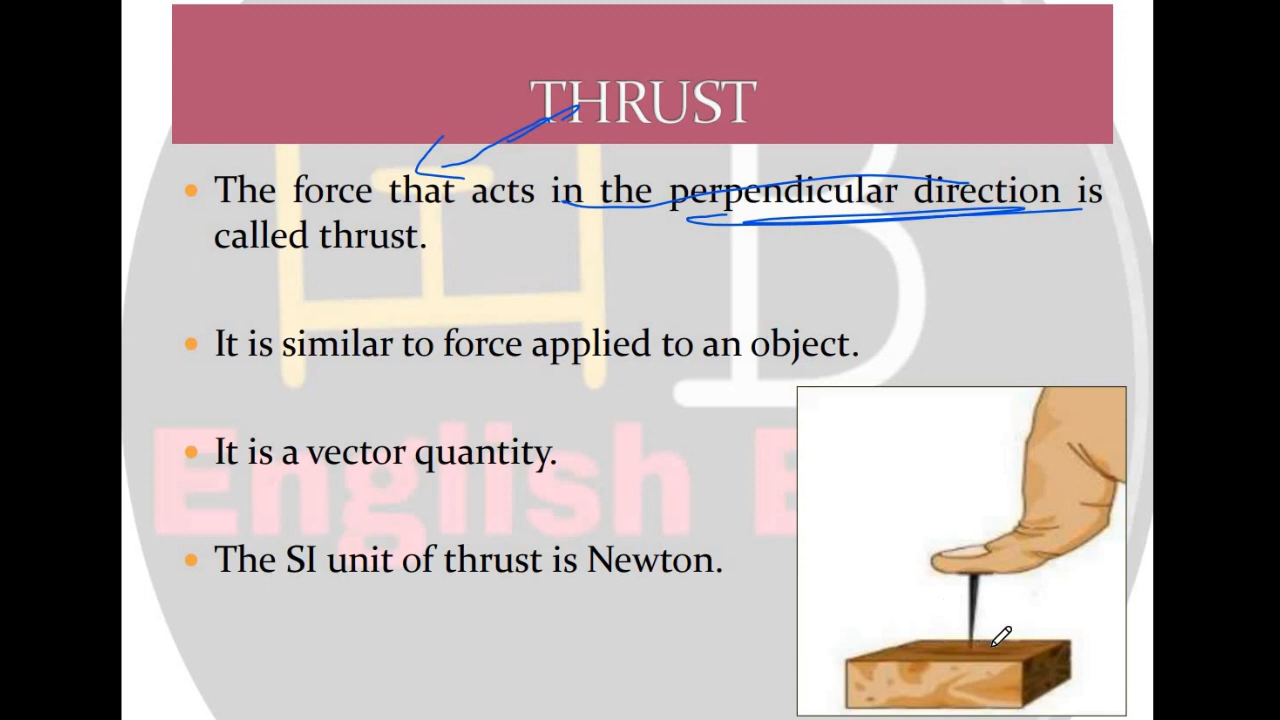 THRUST
The force that acts in the perpendicular direction is
called thrust.
It is similar to force applied to an object.
It is a vector quantity.
The SI unit of thrust is Newton.
English B